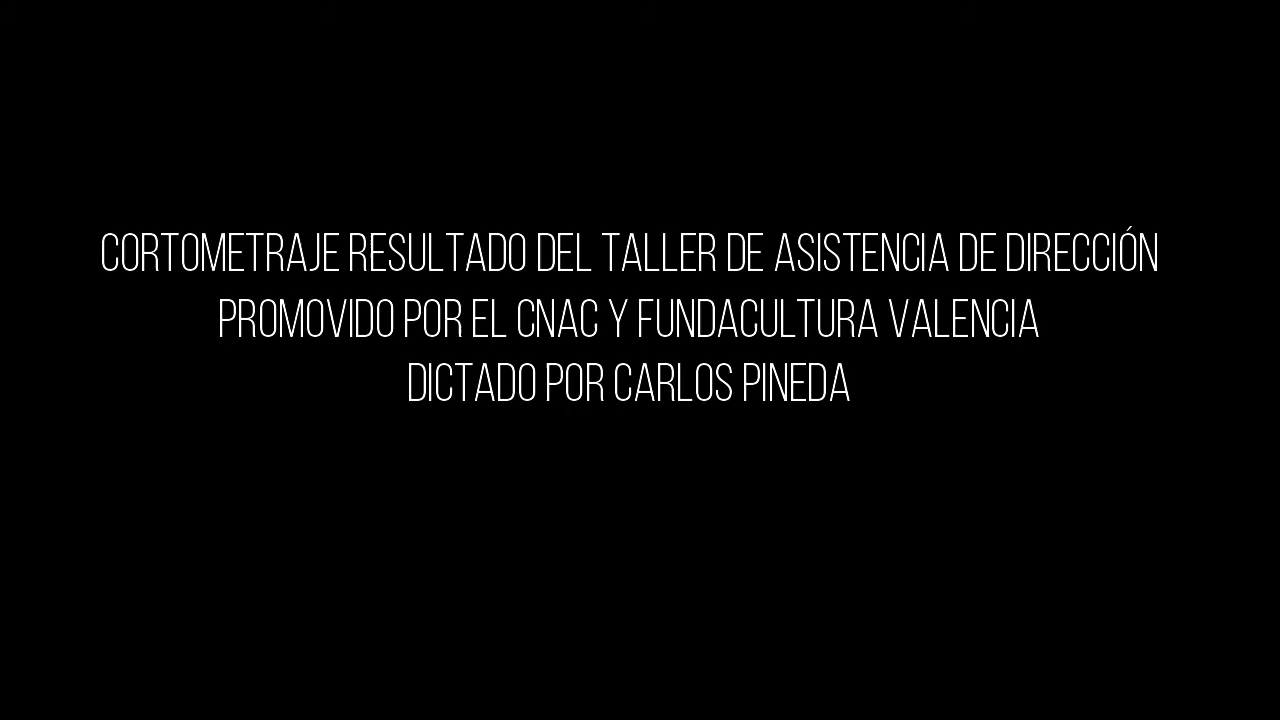 CORTOMETRAJE RESULTADO DEL TALLER DE ASISTENCIA DE DIRECCIÓN
PROMOVIDO POR EL CNAC Y FUNDACULTURA VALENCIA
DICTADO POR CARLOS PINEDA